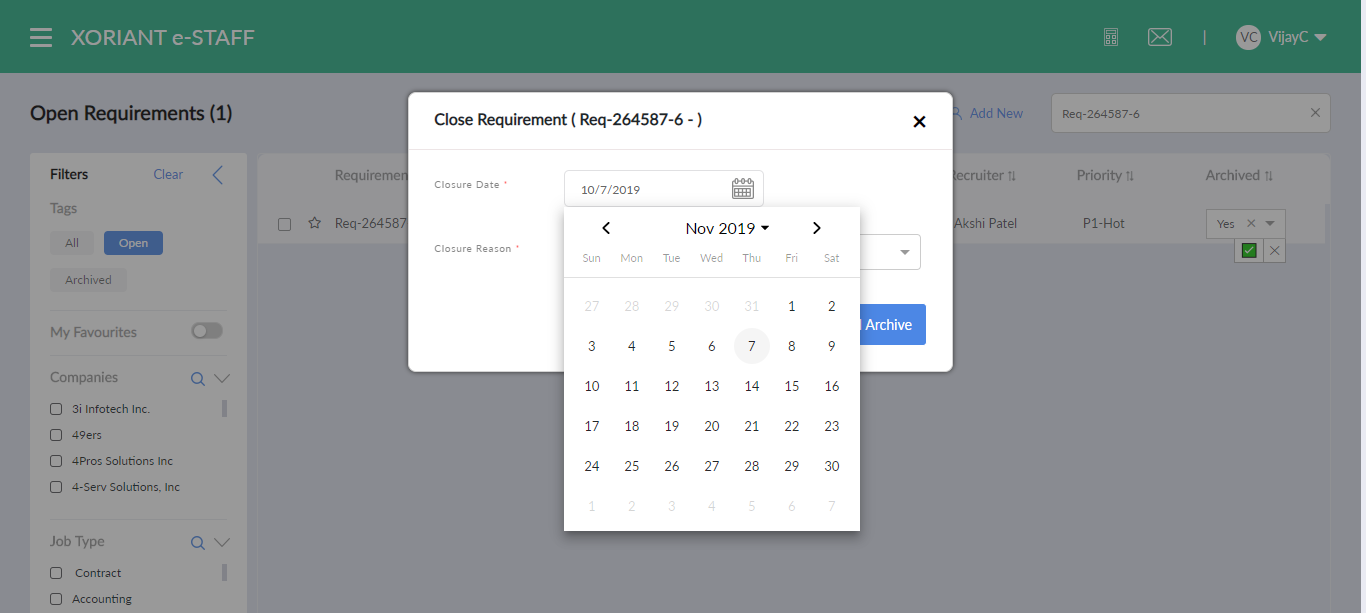 XORIANT e-STAFF
VC VijayC
Open Requirements (1)
Add New
Req-264587-6
Close Requirement ( Req-264587-6 - )
Closure Date *
10/7/2019
Closure Reason *
Archive
Nov 2019
Sun Mon Tue Wed Thu Fri Sat
27 28 29 30 31 1 2
3 4 5 6 7 8 9
10 11 12 13 14 15 16
17 18 19 20 21 22 23
24 25 26 27 28 29 30
1 2 3 4 5 6 7
Filters Clear
Tags
All Open
Archived
My Favourites
Companies
3i Infotech Inc.
49ers
4Pros Solutions Inc
4-Serv Solutions, Inc
Job Type
Contract
Accounting
Requiremen
ecruiter Priority Archived
Req-264587
Akshi Patel P1-Hot Yes